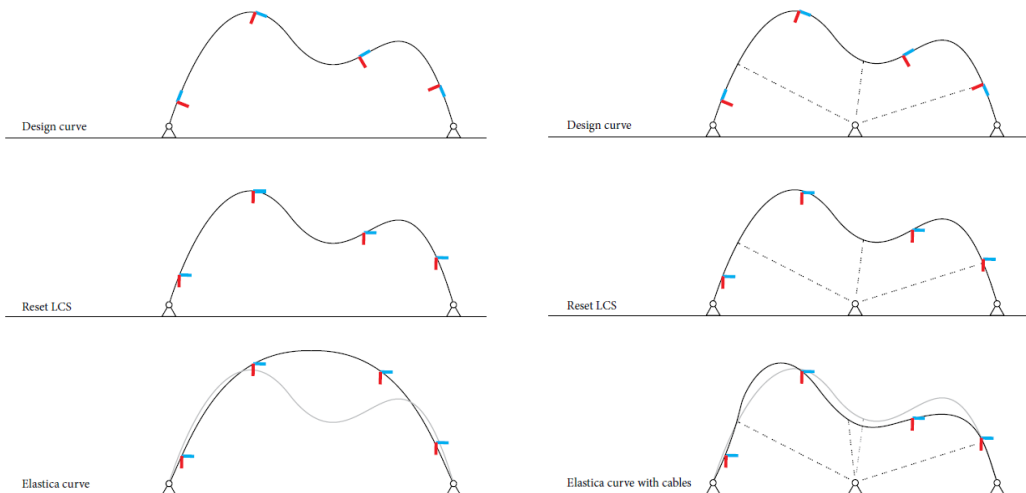 Design curve
Design curve
Reset LCS
Reset LCS
Elastica curve
Elastica curve with cables